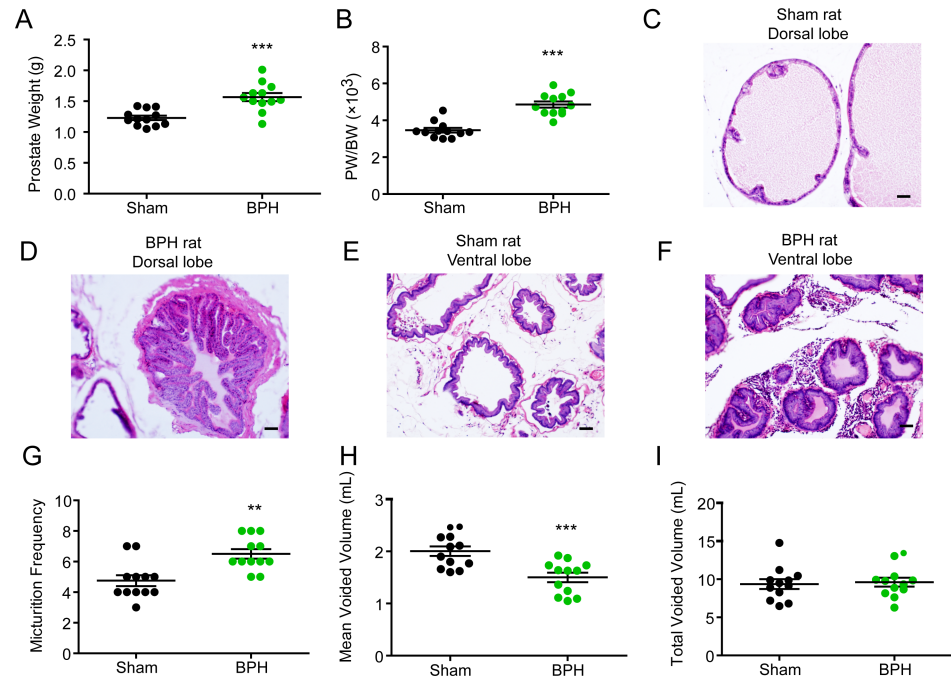 A
Prostate Weight (g)
2.5
2.0
1.5
1.0
0.5
0.0
***
Sham
BPH
B
PW/BW (×10³)
8
6
4
2
0
***
Sham
BPH
C
Sham rat
Dorsal lobe
D
BPH rat
Dorsal lobe
E
Sham rat
Ventral lobe
F
BPH rat
Ventral lobe
G
Micturition Frequency
10
8
6
4
2
0
**
Sham
BPH
H
Mean Voided Volume (mL)
3
2
1
0
***
Sham
BPH
I
Total Voided Volume (mL)
20
15
10
5
0
Sham
BPH